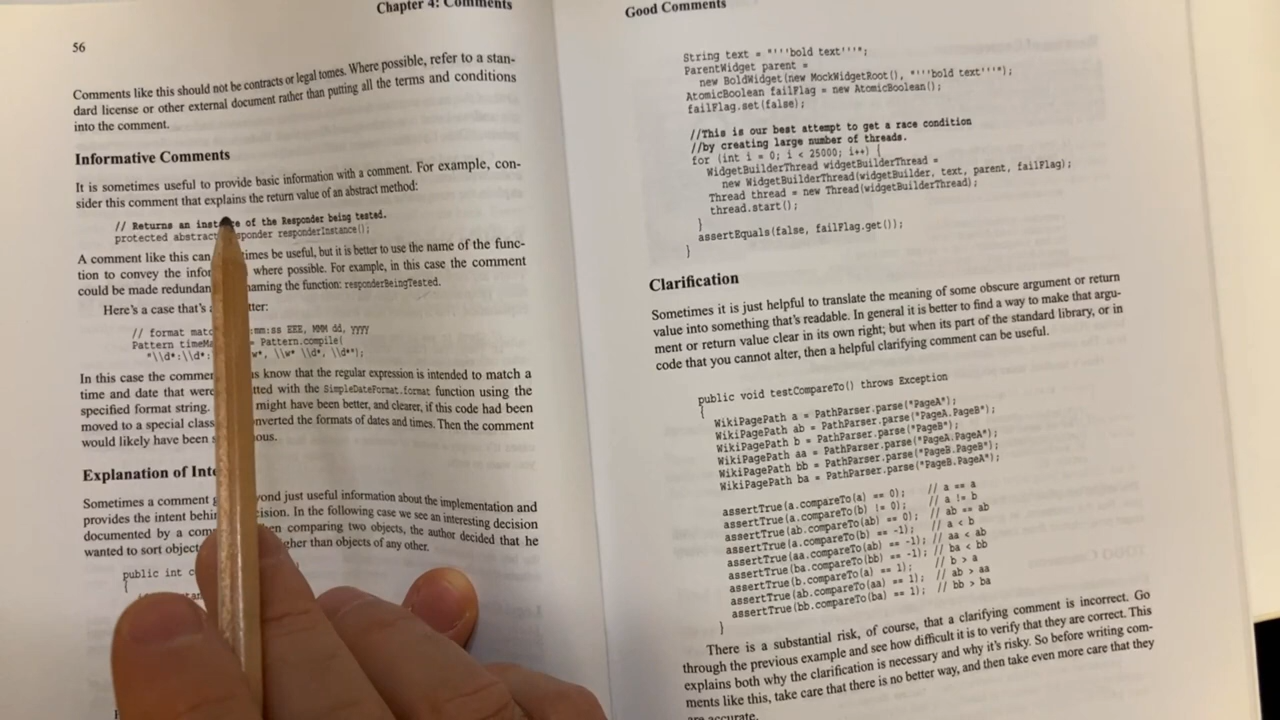 56
Chapter 4: Comments
Comments like this should not be contracts or legal tomes. Where possible, refer to a stan-
dard license or other external document rather than putting all the terms and conditions
into the comment.
Informative Comments
It is sometimes useful to provide basic information with a comment. For example, con-
sider this comment that explains the return value of an abstract method:
// Returns an instance of the Responder being tested.
protected abstract sponder responderInstance();
A comment like this can times be useful, but it is better to use the name of the func-
tion to convey the infor where possible. For example, in this case the comment
could be made redundan naming the function: responderBeingTested.
Here's a case that's a tter:
// format matc :mm:ss EEE, MMM dd, yyyy
Pattern timeMa = Pattern.compile(
"\\d*:\\d*: w*, \\w* \\d*, \\d*");
In this case the commen us know that the regular expression is intended to match a
time and date that were tted with the SimpleDateFormat.format function using the
specified format string. might have been better, and clearer, if this code had been
moved to a special class nverted the formats of dates and times. Then the comment
would likely have been s ous.
Explanation of Inte
Sometimes a comment g yond just useful information about the implementation and
provides the intent behin cision. In the following case we see an interesting decision
documented by a com en comparing two objects, the author decided that he
wanted to sort object gher than objects of any other.
public int c
{
Good Comments
String text = "'''bold text'''";
ParentWidget parent =
new BoldWidget(new MockWidgetRoot(), "'''bold text'''");
AtomicBoolean failFlag = new AtomicBoolean();
failFlag.set(false);
//This is our best attempt to get a race condition
//by creating large number of threads.
for (int i = 0; i < 25000; i++) {
WidgetBuilderThread widgetBuilderThread =
new WidgetBuilderThread(widgetBuilder, text, parent, failFlag);
Thread thread = new Thread(widgetBuilderThread);
thread.start();
}
assertEquals(false, failFlag.get());
}
Clarification
Sometimes it is just helpful to translate the meaning of some obscure argument or return
value into something that's readable. In general it is better to find a way to make that argu-
ment or return value clear in its own right; but when its part of the standard library, or in
code that you cannot alter, then a helpful clarifying comment can be useful.
public void testCompareTo() throws Exception
{
WikiPagePath a = PathParser.parse("PageA");
WikiPagePath ab = PathParser.parse("PageA.PageB");
WikiPagePath b = PathParser.parse("PageB");
WikiPagePath aa = PathParser.parse("PageA.PageA");
WikiPagePath bb = PathParser.parse("PageB.PageB");
WikiPagePath ba = PathParser.parse("PageB.PageA");
assertTrue(a.compareTo(a) == 0); // a == a
assertTrue(a.compareTo(b) != 0); // a != b
assertTrue(ab.compareTo(ab) == 0); // ab == ab
assertTrue(a.compareTo(b) == -1); // a < b
assertTrue(aa.compareTo(ab) == -1); // aa < ab
assertTrue(ba.compareTo(bb) == -1); // ba < bb
assertTrue(b.compareTo(a) == 1); // b > a
assertTrue(ab.compareTo(aa) == 1); // ab > aa
assertTrue(bb.compareTo(ba) == 1); // bb > ba
}
There is a substantial risk, of course, that a clarifying comment is incorrect. Go
through the previous example and see how difficult it is to verify that they are correct. This
explains both why the clarification is necessary and why it's risky. So before writing com-
ments like this, take care that there is no better way, and then take even more care that they
are accurate.